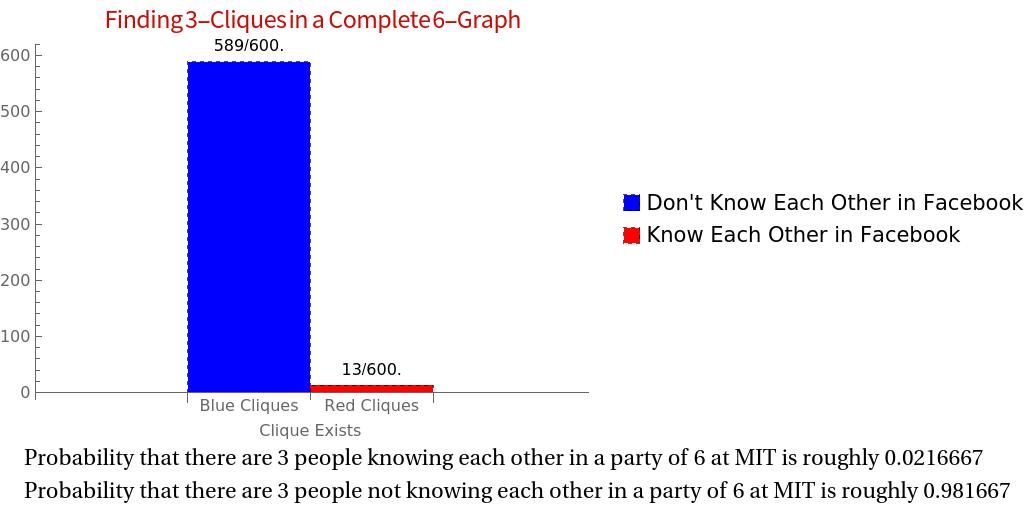 Finding 3–Cliques in a Complete 6–Graph
589/600.
600
500
400
300
200
100
0
13/600.
Blue Cliques Red Cliques
Clique Exists
Don't Know Each Other in Facebook
Know Each Other in Facebook
Probability that there are 3 people knowing each other in a party of 6 at MIT is roughly 0.0216667
Probability that there are 3 people not knowing each other in a party of 6 at MIT is roughly 0.981667